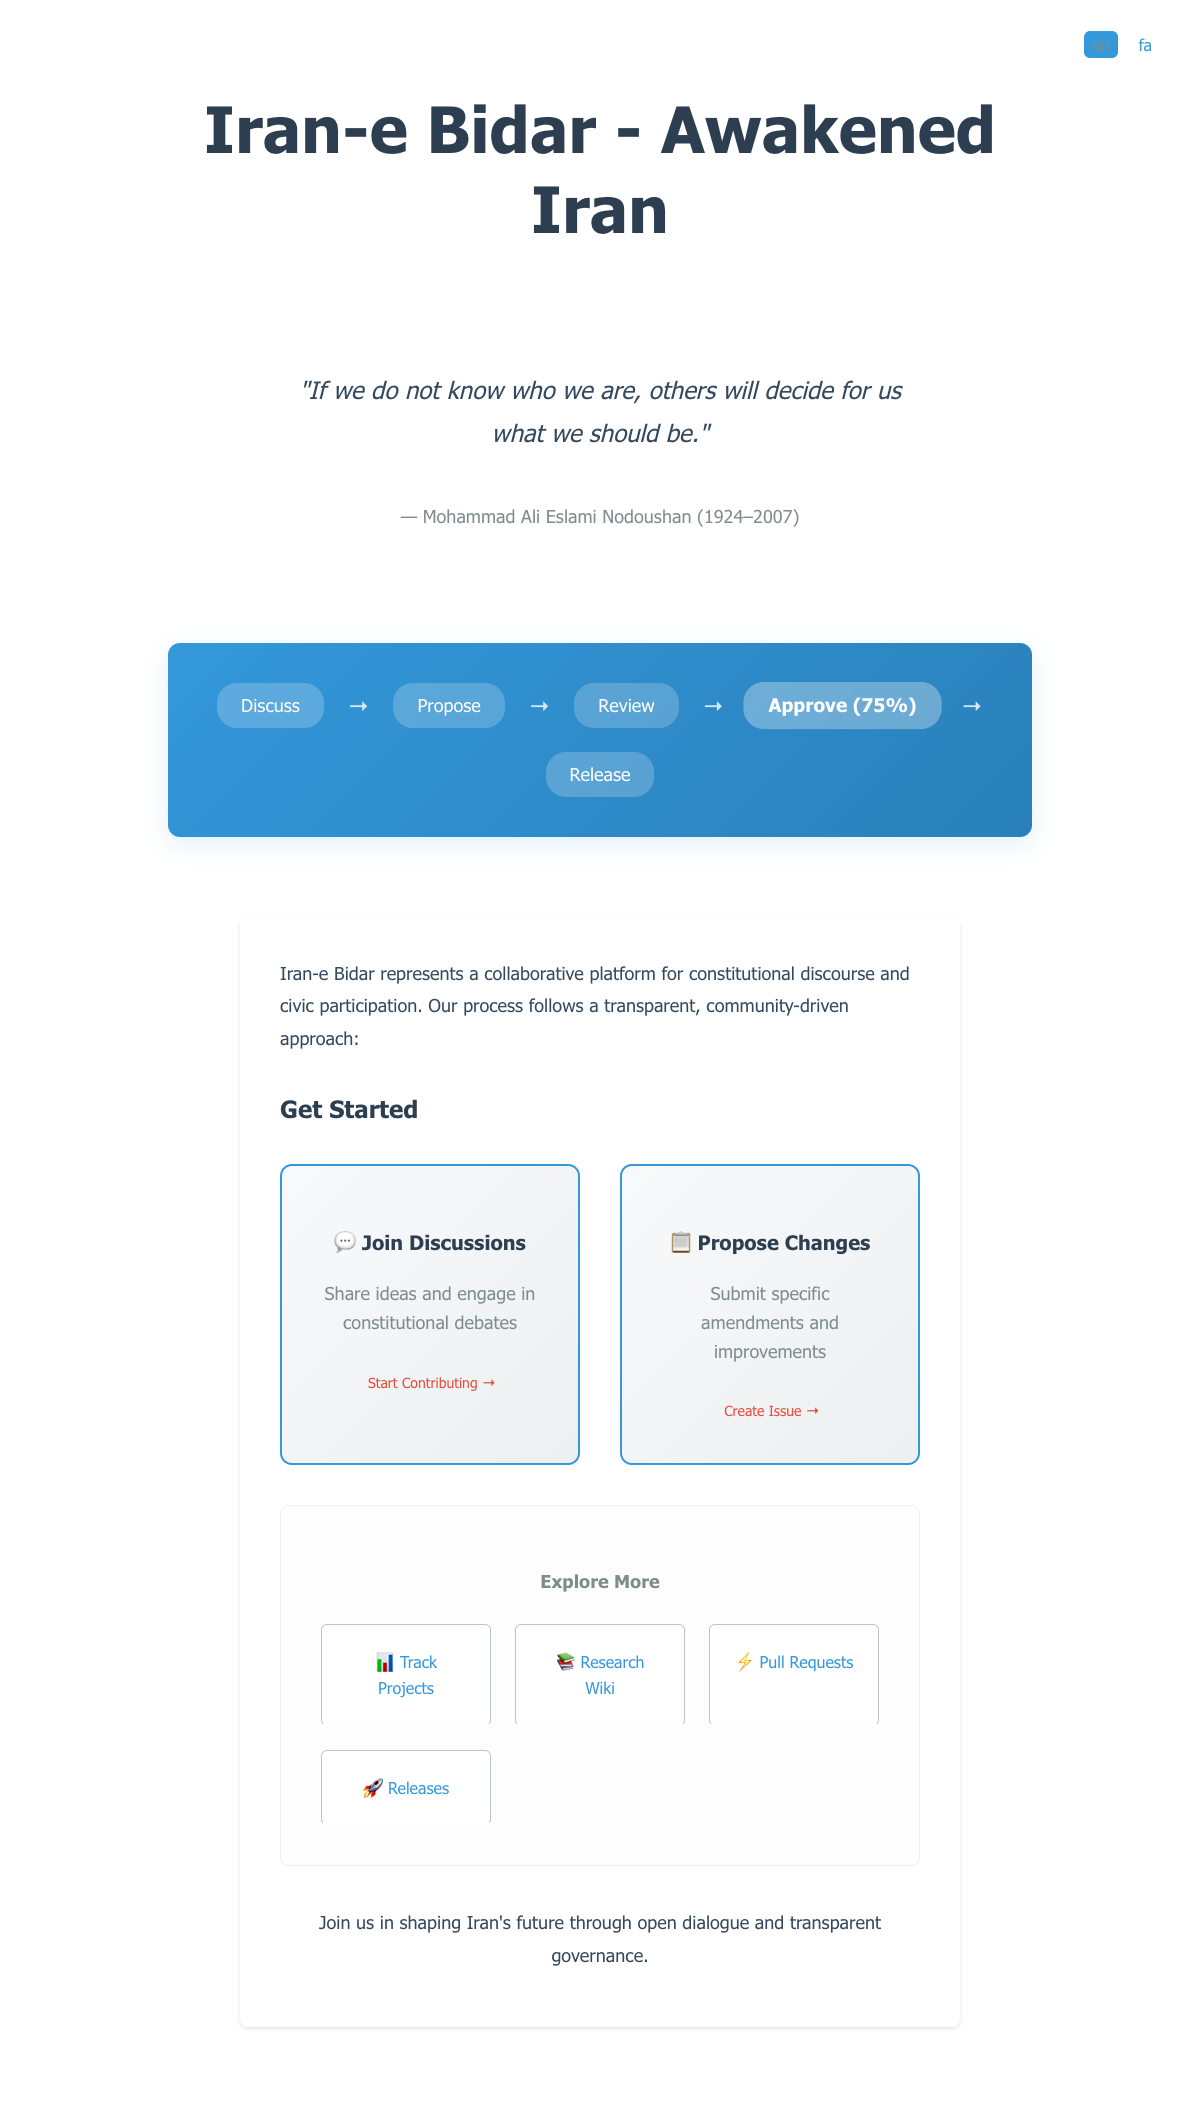 en fa
Iran-e Bidar - Awakened
Iran
"If we do not know who we are, others will decide for us
what we should be."
— Mohammad Ali Eslami Nodoushan (1924–2007)
Discuss → Propose → Review → Approve (75%) →
Release
Iran-e Bidar represents a collaborative platform for constitutional discourse and
civic participation. Our process follows a transparent, community-driven
approach:
Get Started
💬 Join Discussions
Share ideas and engage in
constitutional debates
Start Contributing →
📋 Propose Changes
Submit specific
amendments and
improvements
Create Issue →
Explore More
📊 Track
Projects
📚 Research
Wiki
⚡ Pull Requests
🚀 Releases
Join us in shaping Iran's future through open dialogue and transparent
governance.